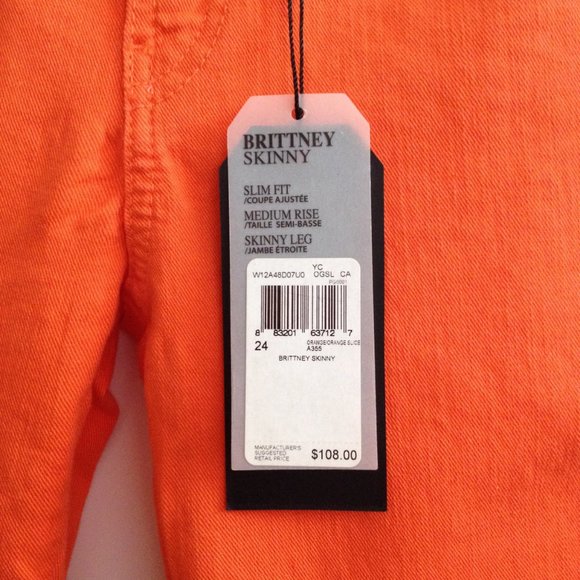 BRITTNEY
SKINNY
SLIM FIT
/COUPE AJUSTÉE
MEDIUM RISE
/TAILLE SEMI-BASSE
SKINNY LEG
/JAMBE ÉTROITE
YC
W12A46D07U0 OGSL CA
8 83201 63712 7
24 ORANGE/ORANGE SLICE
A365
BRITTNEY SKINNY
MANUFACTURER'S
SUGGESTED
RETAIL PRICE $108.00